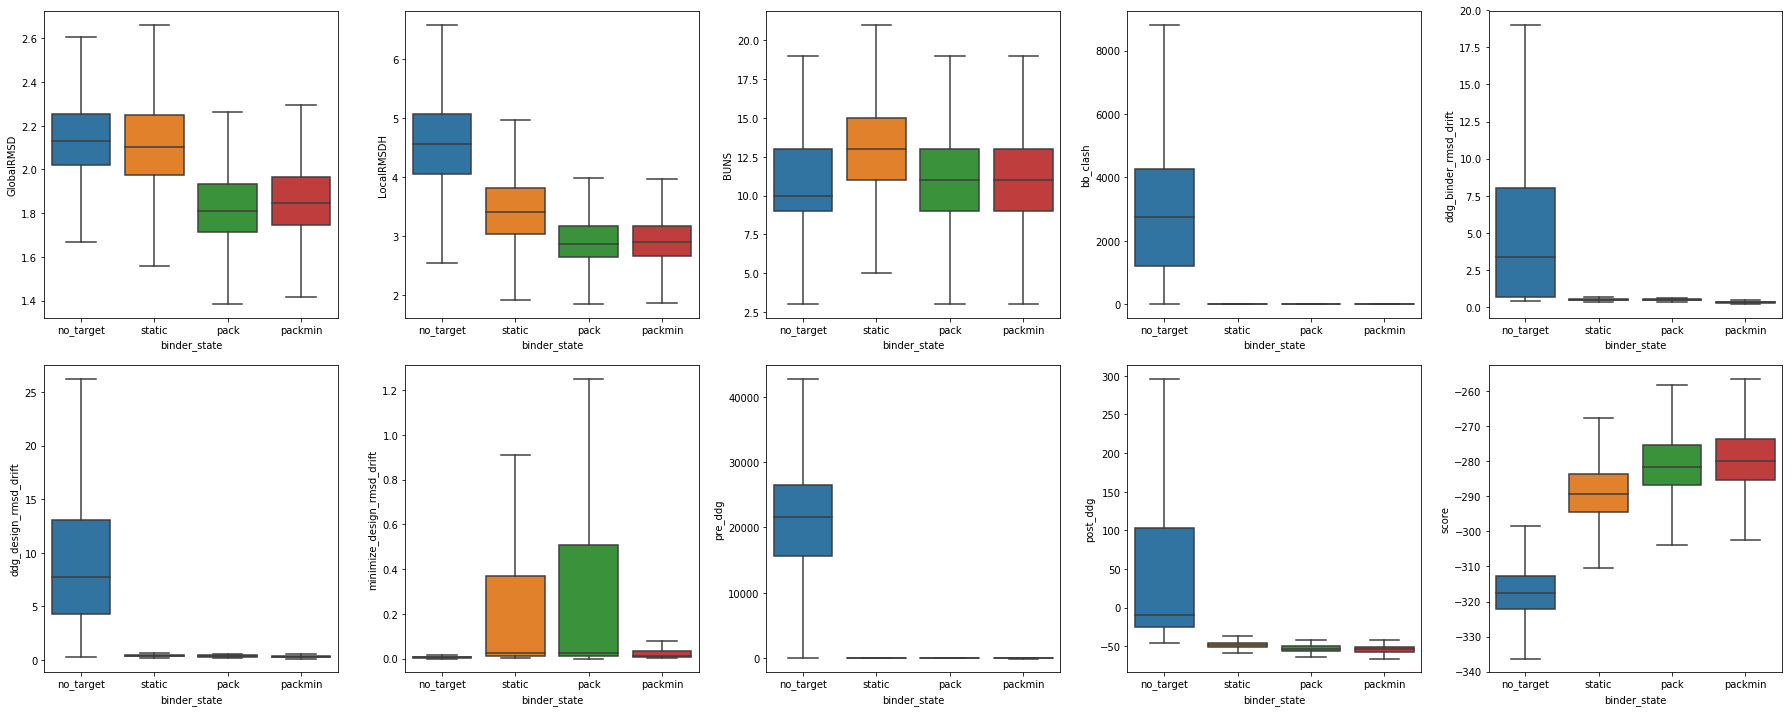 GlobalRMSD
2.6
2.4
2.2
2.0
1.8
1.6
1.4
no_target static pack packmin
binder_state
LocalRMSDH
6
5
4
3
2
no_target static pack packmin
binder_state
BUNS
20.0
17.5
15.0
12.5
10.0
7.5
5.0
2.5
no_target static pack packmin
binder_state
bb_clash
8000
6000
4000
2000
0
no_target static pack packmin
binder_state
ddg_binder_rmsd_drift
20.0
17.5
15.0
12.5
10.0
7.5
5.0
2.5
0.0
no_target static pack packmin
binder_state
ddg_design_rmsd_drift
25
20
15
10
5
0
no_target static pack packmin
binder_state
minimize_design_rmsd_drift
1.2
1.0
0.8
0.6
0.4
0.2
0.0
no_target static pack packmin
binder_state
pre_ddg
40000
30000
20000
10000
0
no_target static pack packmin
binder_state
post_ddg
300
250
200
150
100
50
0
−50
no_target static pack packmin
binder_state
score
−260
−270
−280
−290
−300
−310
−320
−330
−340
no_target static pack packmin
binder_state